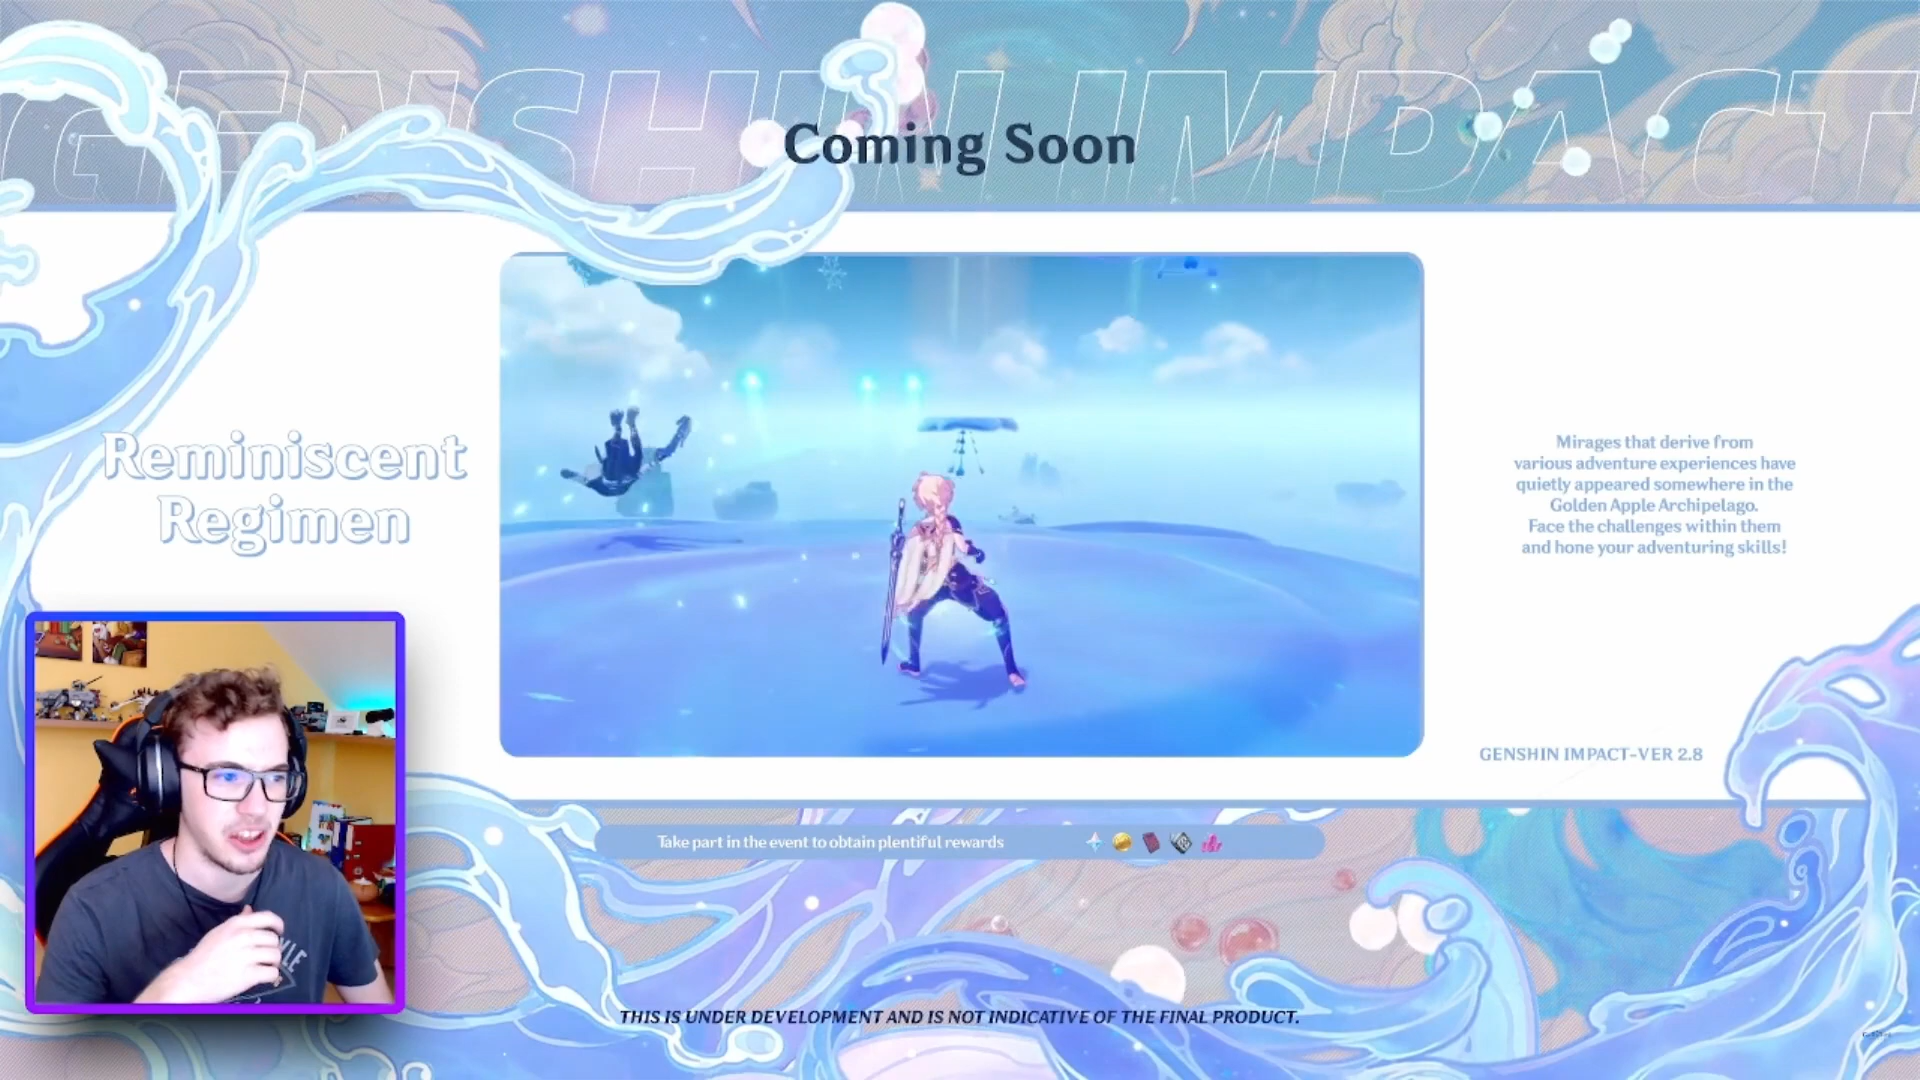 GENSHIN IMPACT
Coming Soon
Reminiscent
Regimen
Mirages that derive from
various adventure experiences have
quietly appeared somewhere in the
Golden Apple Archipelago.
Face the challenges within them
and hone your adventuring skills!
GENSHIN IMPACT-VER 2.8
Take part in the event to obtain plentiful rewards
THIS IS UNDER DEVELOPMENT AND IS NOT INDICATIVE OF THE FINAL PRODUCT.